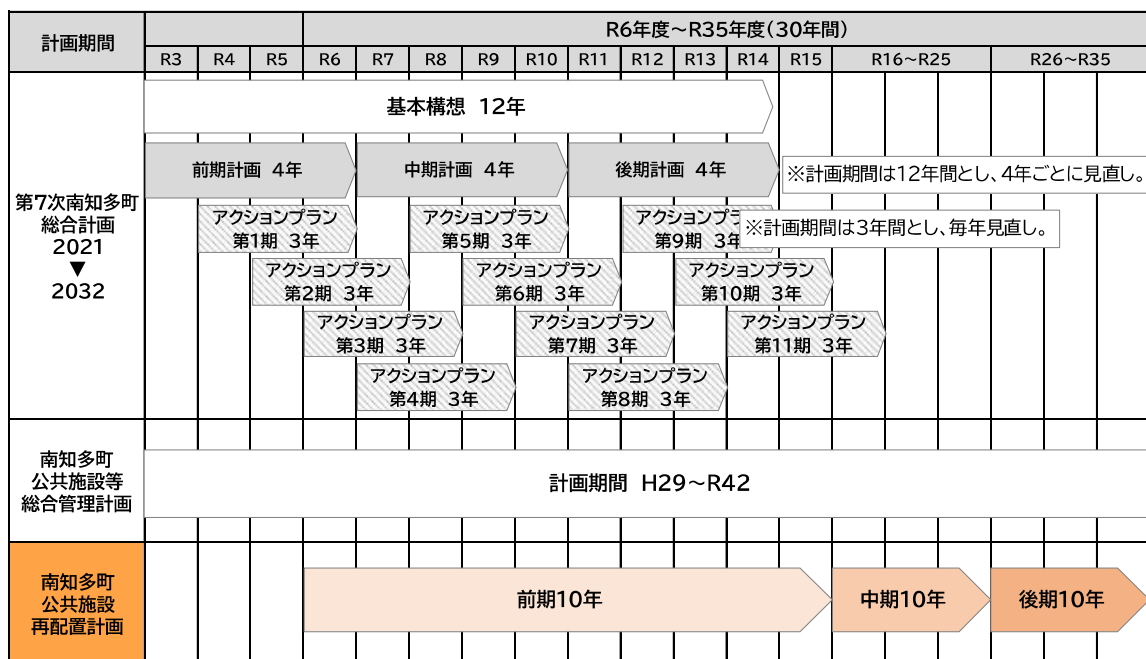 計画期間
R6年度～R35年度（30年間）
R3 R4 R5 R6 R7 R8 R9 R10 R11 R12 R13 R14 R15 R16～R25 R26～R35
第7次南知多町
総合計画
2021
▼
2032
基本構想 12年
前期計画 4年
中期計画 4年
後期計画 4年
※計画期間は12年間とし、4年ごとに見直し。
アクションプラン
第1期 3年
アクションプラン
第5期 3年
アクションプラン
第9期 3年
※計画期間は3年間とし、毎年見直し。
アクションプラン
第2期 3年
アクションプラン
第6期 3年
アクションプラン
第10期 3年
アクションプラン
第3期 3年
アクションプラン
第7期 3年
アクションプラン
第11期 3年
アクションプラン
第4期 3年
アクションプラン
第8期 3年
南知多町
公共施設等
総合管理計画
計画期間 H29～R42
南知多町
公共施設
再配置計画
前期10年
中期10年
後期10年